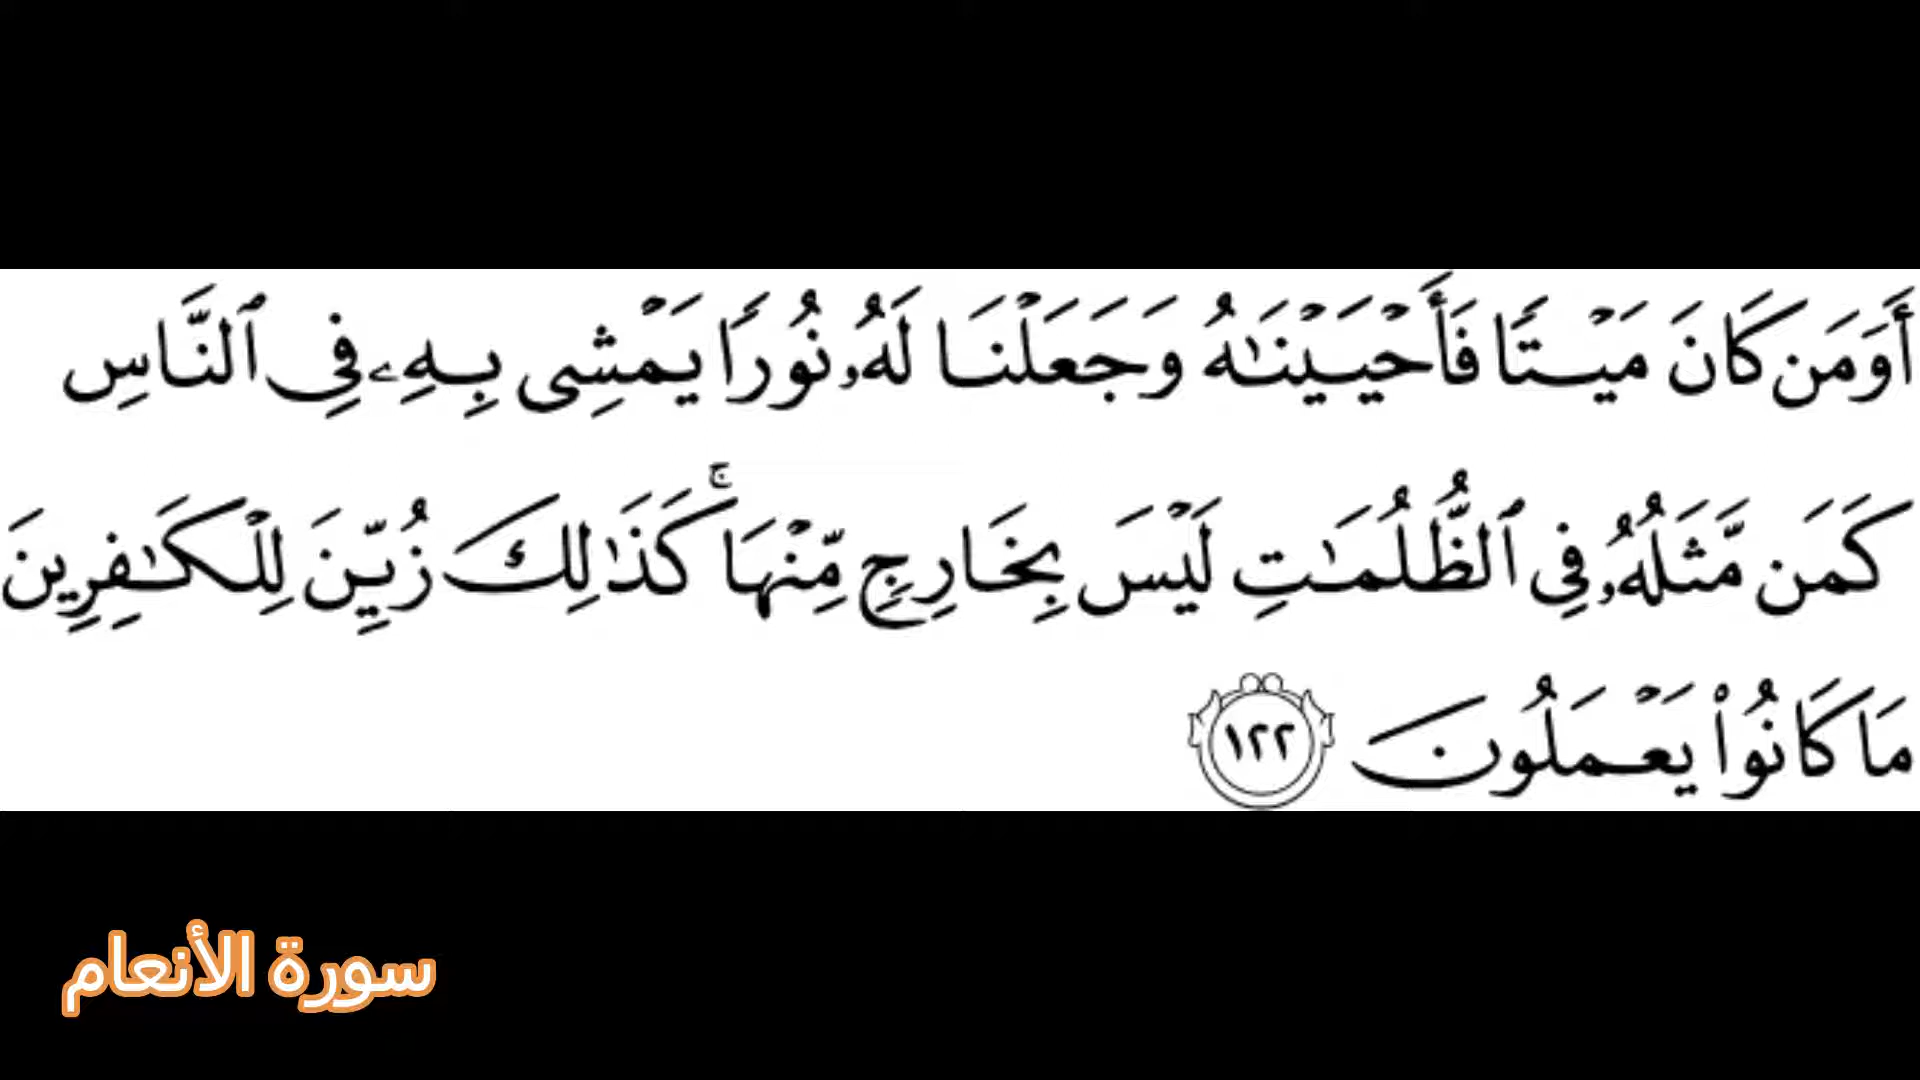 أَوَمَن كَانَ مَيْتًا فَأَحْيَيْنَٰهُ وَجَعَلْنَا لَهُۥ نُورًا يَمْشِى بِهِۦ فِى ٱلنَّاسِ
كَمَن مَّثَلُهُۥ فِى ٱلظُّلُمَٰتِ لَيْسَ بِخَارِجٍ مِّنْهَا ۚ كَذَٰلِكَ زُيِّنَ لِلْكَٰفِرِينَ
مَا كَانُوا۟ يَعْمَلُونَ ١٢٢
سورة الأنعام